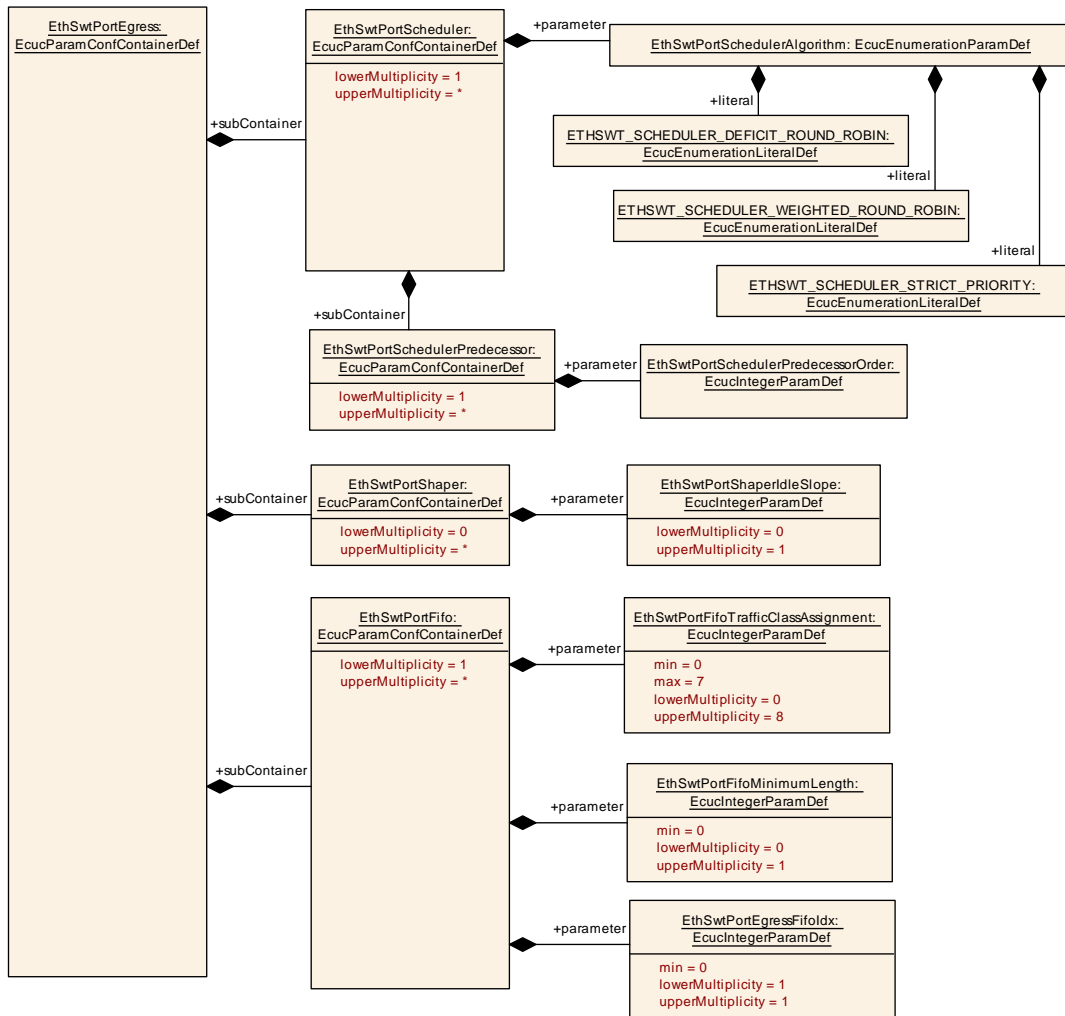 EthSwtPortEgress:
EcucParamConfContainerDef
EthSwtPortScheduler:
EcucParamConfContainerDef
lowerMultiplicity = 1
upperMultiplicity = *
+parameter
EthSwtPortSchedulerAlgorithm: EcucEnumerationParamDef
+literal
ETHSWT_SCHEDULER_DEFICIT_ROUND_ROBIN:
EcucEnumerationLiteralDef
+literal
ETHSWT_SCHEDULER_WEIGHTED_ROUND_ROBIN:
EcucEnumerationLiteralDef
+literal
ETHSWT_SCHEDULER_STRICT_PRIORITY:
EcucEnumerationLiteralDef
+subContainer
+subContainer
EthSwtPortSchedulerPredecessor:
EcucParamConfContainerDef
lowerMultiplicity = 1
upperMultiplicity = *
+parameter
EthSwtPortSchedulerPredecessorOrder:
EcucIntegerParamDef
+subContainer
EthSwtPortShaper:
EcucParamConfContainerDef
lowerMultiplicity = 0
upperMultiplicity = *
+parameter
EthSwtPortShaperIdleSlope:
EcucIntegerParamDef
lowerMultiplicity = 0
upperMultiplicity = 1
+subContainer
EthSwtPortFifo:
EcucParamConfContainerDef
lowerMultiplicity = 1
upperMultiplicity = *
+parameter
EthSwtPortFifoTrafficClassAssignment:
EcucIntegerParamDef
min = 0
max = 7
lowerMultiplicity = 0
upperMultiplicity = 8
+parameter
EthSwtPortFifoMinimumLength:
EcucIntegerParamDef
min = 0
lowerMultiplicity = 0
upperMultiplicity = 1
+parameter
EthSwtPortEgressFifoIdx:
EcucIntegerParamDef
min = 0
lowerMultiplicity = 1
upperMultiplicity = 1